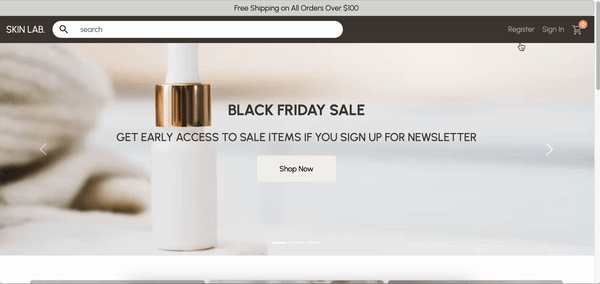 Free Shipping on All Orders Over $100
SKIN LAB. search Register Sign In 0
BLACK FRIDAY SALE
GET EARLY ACCESS TO SALE ITEMS IF YOU SIGN UP FOR NEWSLETTER
Shop Now